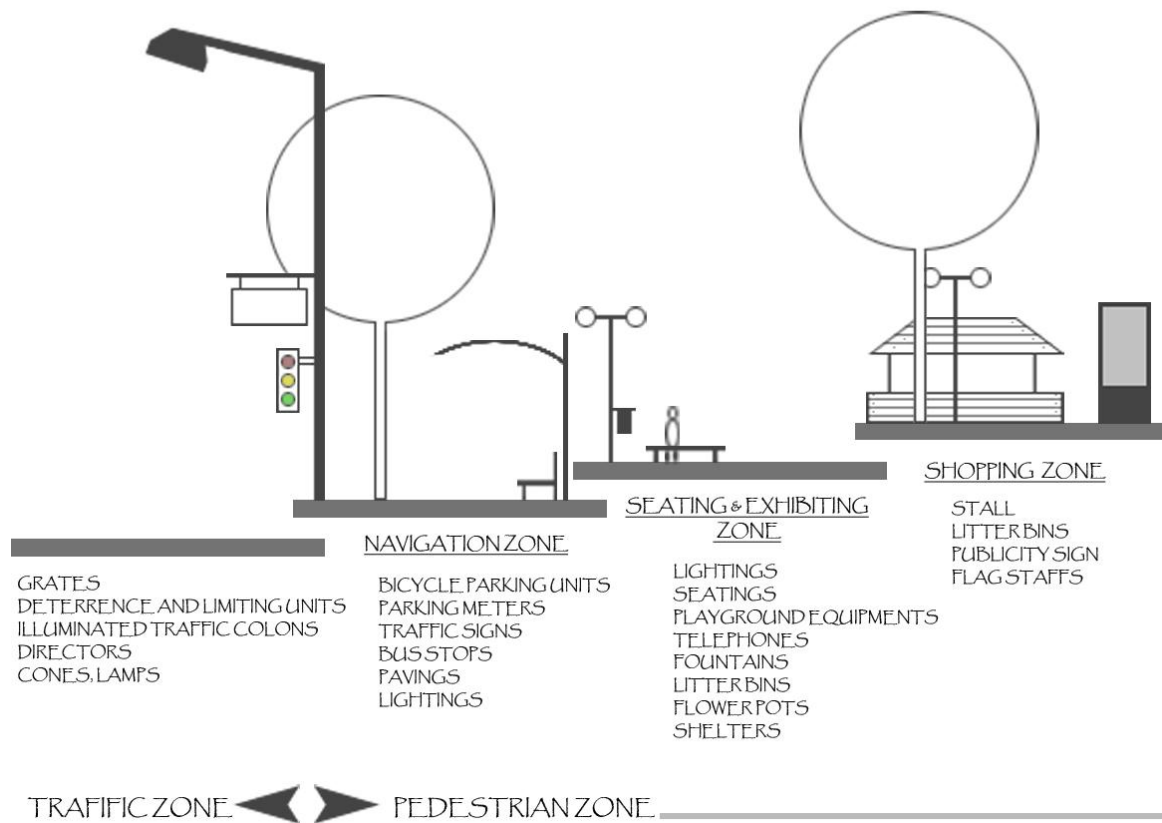 GRATES
DETERRENCE AND LIMITING UNITS
ILLUMINATED TRAFFIC COLONS
DIRECTORS
CONES, LAMPS
NAVIGATION ZONE
BICYCLE PARKING UNITS
PARKING METERS
TRAFFIC SIGNS
BUS STOPS
PAVINGS
LIGHTINGS
SEATING & EXHIBITING
ZONE
LIGHTINGS
SEATINGS
PLAYGROUND EQUIPMENTS
TELEPHONES
FOUNTAINS
LITTER BINS
FLOWER POTS
SHELTERS
SHOPPING ZONE
STALL
LITTER BINS
PUBLICITY SIGN
FLAG STAFFS
TRAFIFIC ZONE
PEDESTRIAN ZONE